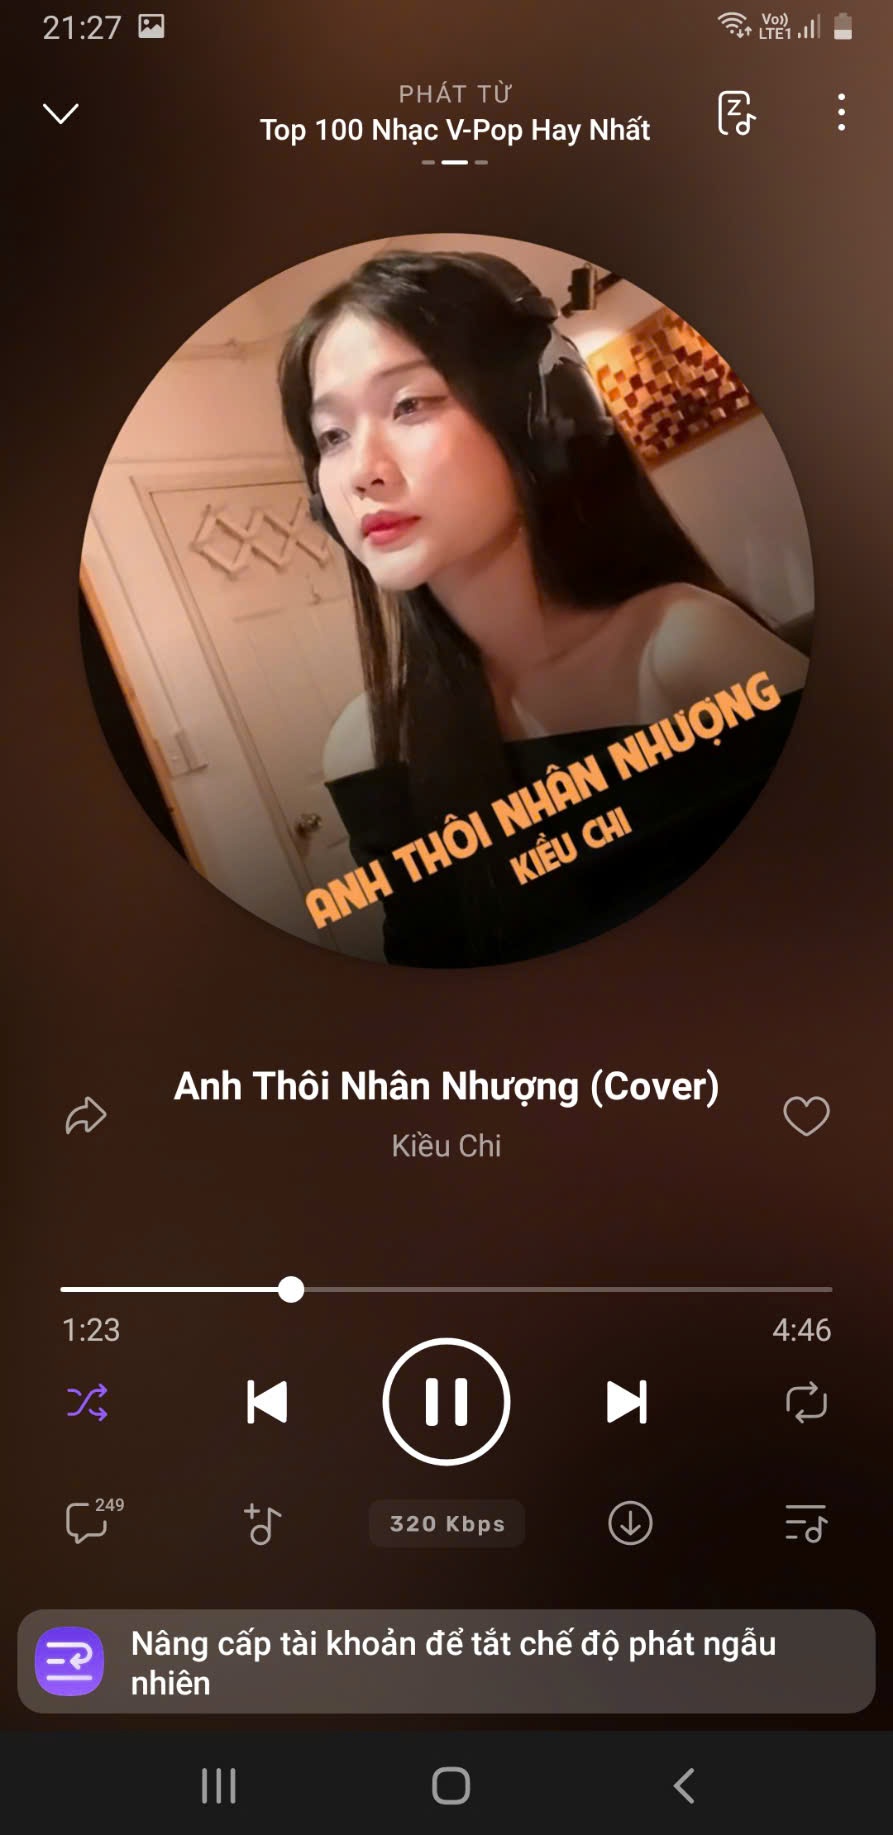 21:27
Vo))
LTE1
PHÁT TỪ
Top 100 Nhạc V-Pop Hay Nhất
Z
ANH THÔI NHÂN NHƯỢNG
KIỀU CHI
Anh Thôi Nhân Nhượng (Cover)
Kiều Chi
1:23
4:46
249
320 Kbps
Nâng cấp tài khoản để tắt chế độ phát ngẫu
nhiên